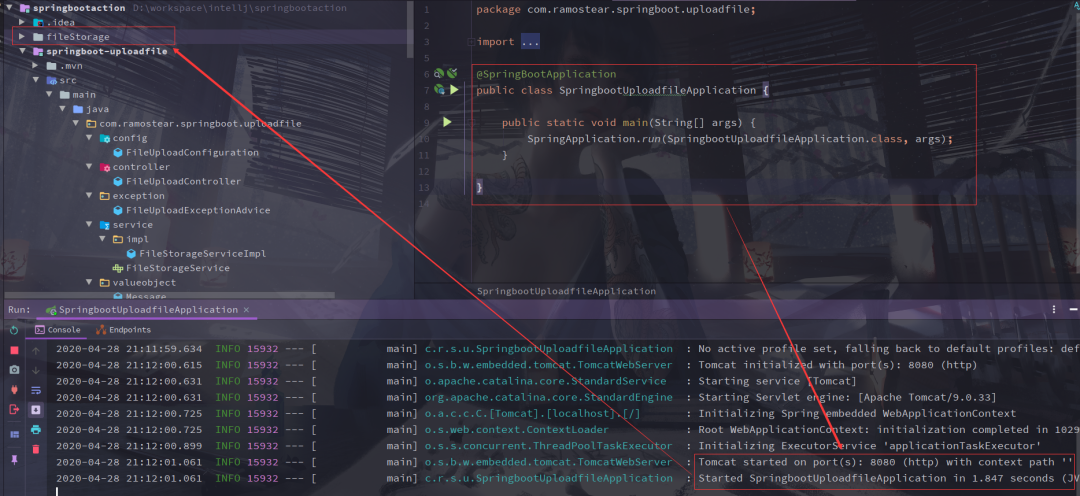 springbootaction D:\workspace\intellj\springbootaction
.idea
fileStorage
springboot-uploadfile
.mvn
src
main
java
com.ramostear.springboot.uploadfile
config
FileUploadConfiguration
controller
FileUploadController
exception
FileUploadExceptionAdvice
service
impl
FileStorageServiceImpl
FileStorageService
valueobject
Message
1 package com.ramostear.springboot.uploadfile;
2
3 import ...
5
6 @SpringBootApplication
7 public class SpringbootUploadfileApplication {
8
9 public static void main(String[] args) {
10 SpringApplication.run(SpringbootUploadfileApplication.class, args);
11 }
12
13 }
14
SpringbootUploadfileApplication
Run: SpringbootUploadfileApplication ×
Console Endpoints
2020-04-28 21:11:59.634 INFO 15932 --- [ main] c.r.s.u.SpringbootUploadfileApplication : No active profile set, falling back to default profiles: def
2020-04-28 21:12:00.615 INFO 15932 --- [ main] o.s.b.w.embedded.tomcat.TomcatWebServer : Tomcat initialized with port(s): 8080 (http)
2020-04-28 21:12:00.631 INFO 15932 --- [ main] o.apache.catalina.core.StandardService : Starting service [Tomcat]
2020-04-28 21:12:00.631 INFO 15932 --- [ main] org.apache.catalina.core.StandardEngine : Starting Servlet engine: [Apache Tomcat/9.0.33]
2020-04-28 21:12:00.725 INFO 15932 --- [ main] o.a.c.c.C.[Tomcat].[localhost].[/] : Initializing Spring embedded WebApplicationContext
2020-04-28 21:12:00.725 INFO 15932 --- [ main] o.s.web.context.ContextLoader : Root WebApplicationContext: initialization completed in 1029
2020-04-28 21:12:00.899 INFO 15932 --- [ main] o.s.s.concurrent.ThreadPoolTaskExecutor : Initializing ExecutorService 'applicationTaskExecutor'
2020-04-28 21:12:01.061 INFO 15932 --- [ main] o.s.b.w.embedded.tomcat.TomcatWebServer : Tomcat started on port(s): 8080 (http) with context path ''
2020-04-28 21:12:01.061 INFO 15932 --- [ main] c.r.s.u.SpringbootUploadfileApplication : Started SpringbootUploadfileApplication in 1.847 seconds (JV